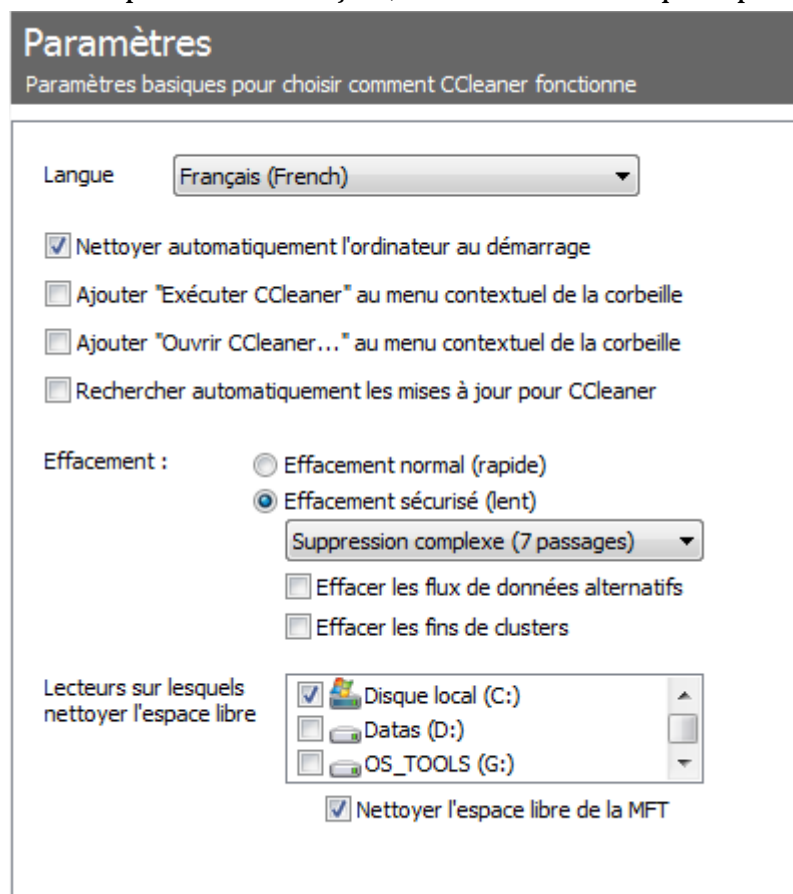 Paramètres
Paramètres basiques pour choisir comment CCleaner fonctionne
Langue
Français (French)
Nettoyer automatiquement l'ordinateur au démarrage
Ajouter "Exécuter CCleaner" au menu contextuel de la corbeille
Ajouter "Ouvrir CCleaner..." au menu contextuel de la corbeille
Rechercher automatiquement les mises à jour pour CCleaner
Effacement :
Effacement normal (rapide)
Effacement sécurisé (lent)
Suppression complexe (7 passages)
Effacer les flux de données alternatifs
Effacer les fins de clusters
Lecteurs sur lesquels
nettoyer l'espace libre
Disque local (C:)
Datas (D:)
OS_TOOLS (G:)
Nettoyer l'espace libre de la MFT